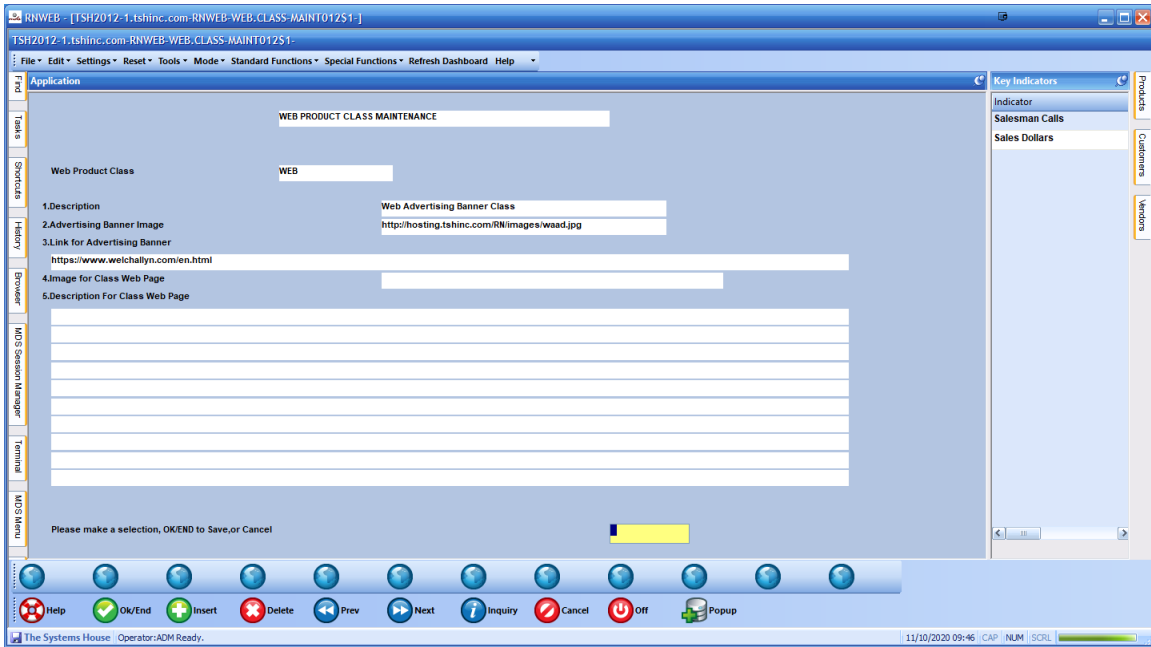 RNWEB - [TSH2012-1.tshinc.com-RNWEB-WEB.CLASS-MAINT012$1-]
TSH2012-1.tshinc.com-RNWEB-WEB.CLASS-MAINT012$1-
File Edit Settings Reset Tools Mode Standard Functions Special Functions Refresh Dashboard Help
Find
Tasks
Shortcuts
History
Browser
MDS Session Manager
Terminal
MDS Menu
Application
WEB PRODUCT CLASS MAINTENANCE
Web Product Class WEB
1.Description Web Advertising Banner Class
2.Advertising Banner Image http://hosting.tshinc.com/RN/images/waad.jpg
3.Link for Advertising Banner
https://www.welchallyn.com/en.html
4.Image for Class Web Page
5.Description For Class Web Page
Please make a selection, OK/END to Save,or Cancel
Key Indicators
Indicator
Salesman Calls
Sales Dollars
Products
Customers
Vendors
Help Ok/End Insert Delete Prev Next Inquiry Cancel Off Popup
The Systems House Operator:ADM Ready. 11/10/2020 09:46 CAP NUM SCRL